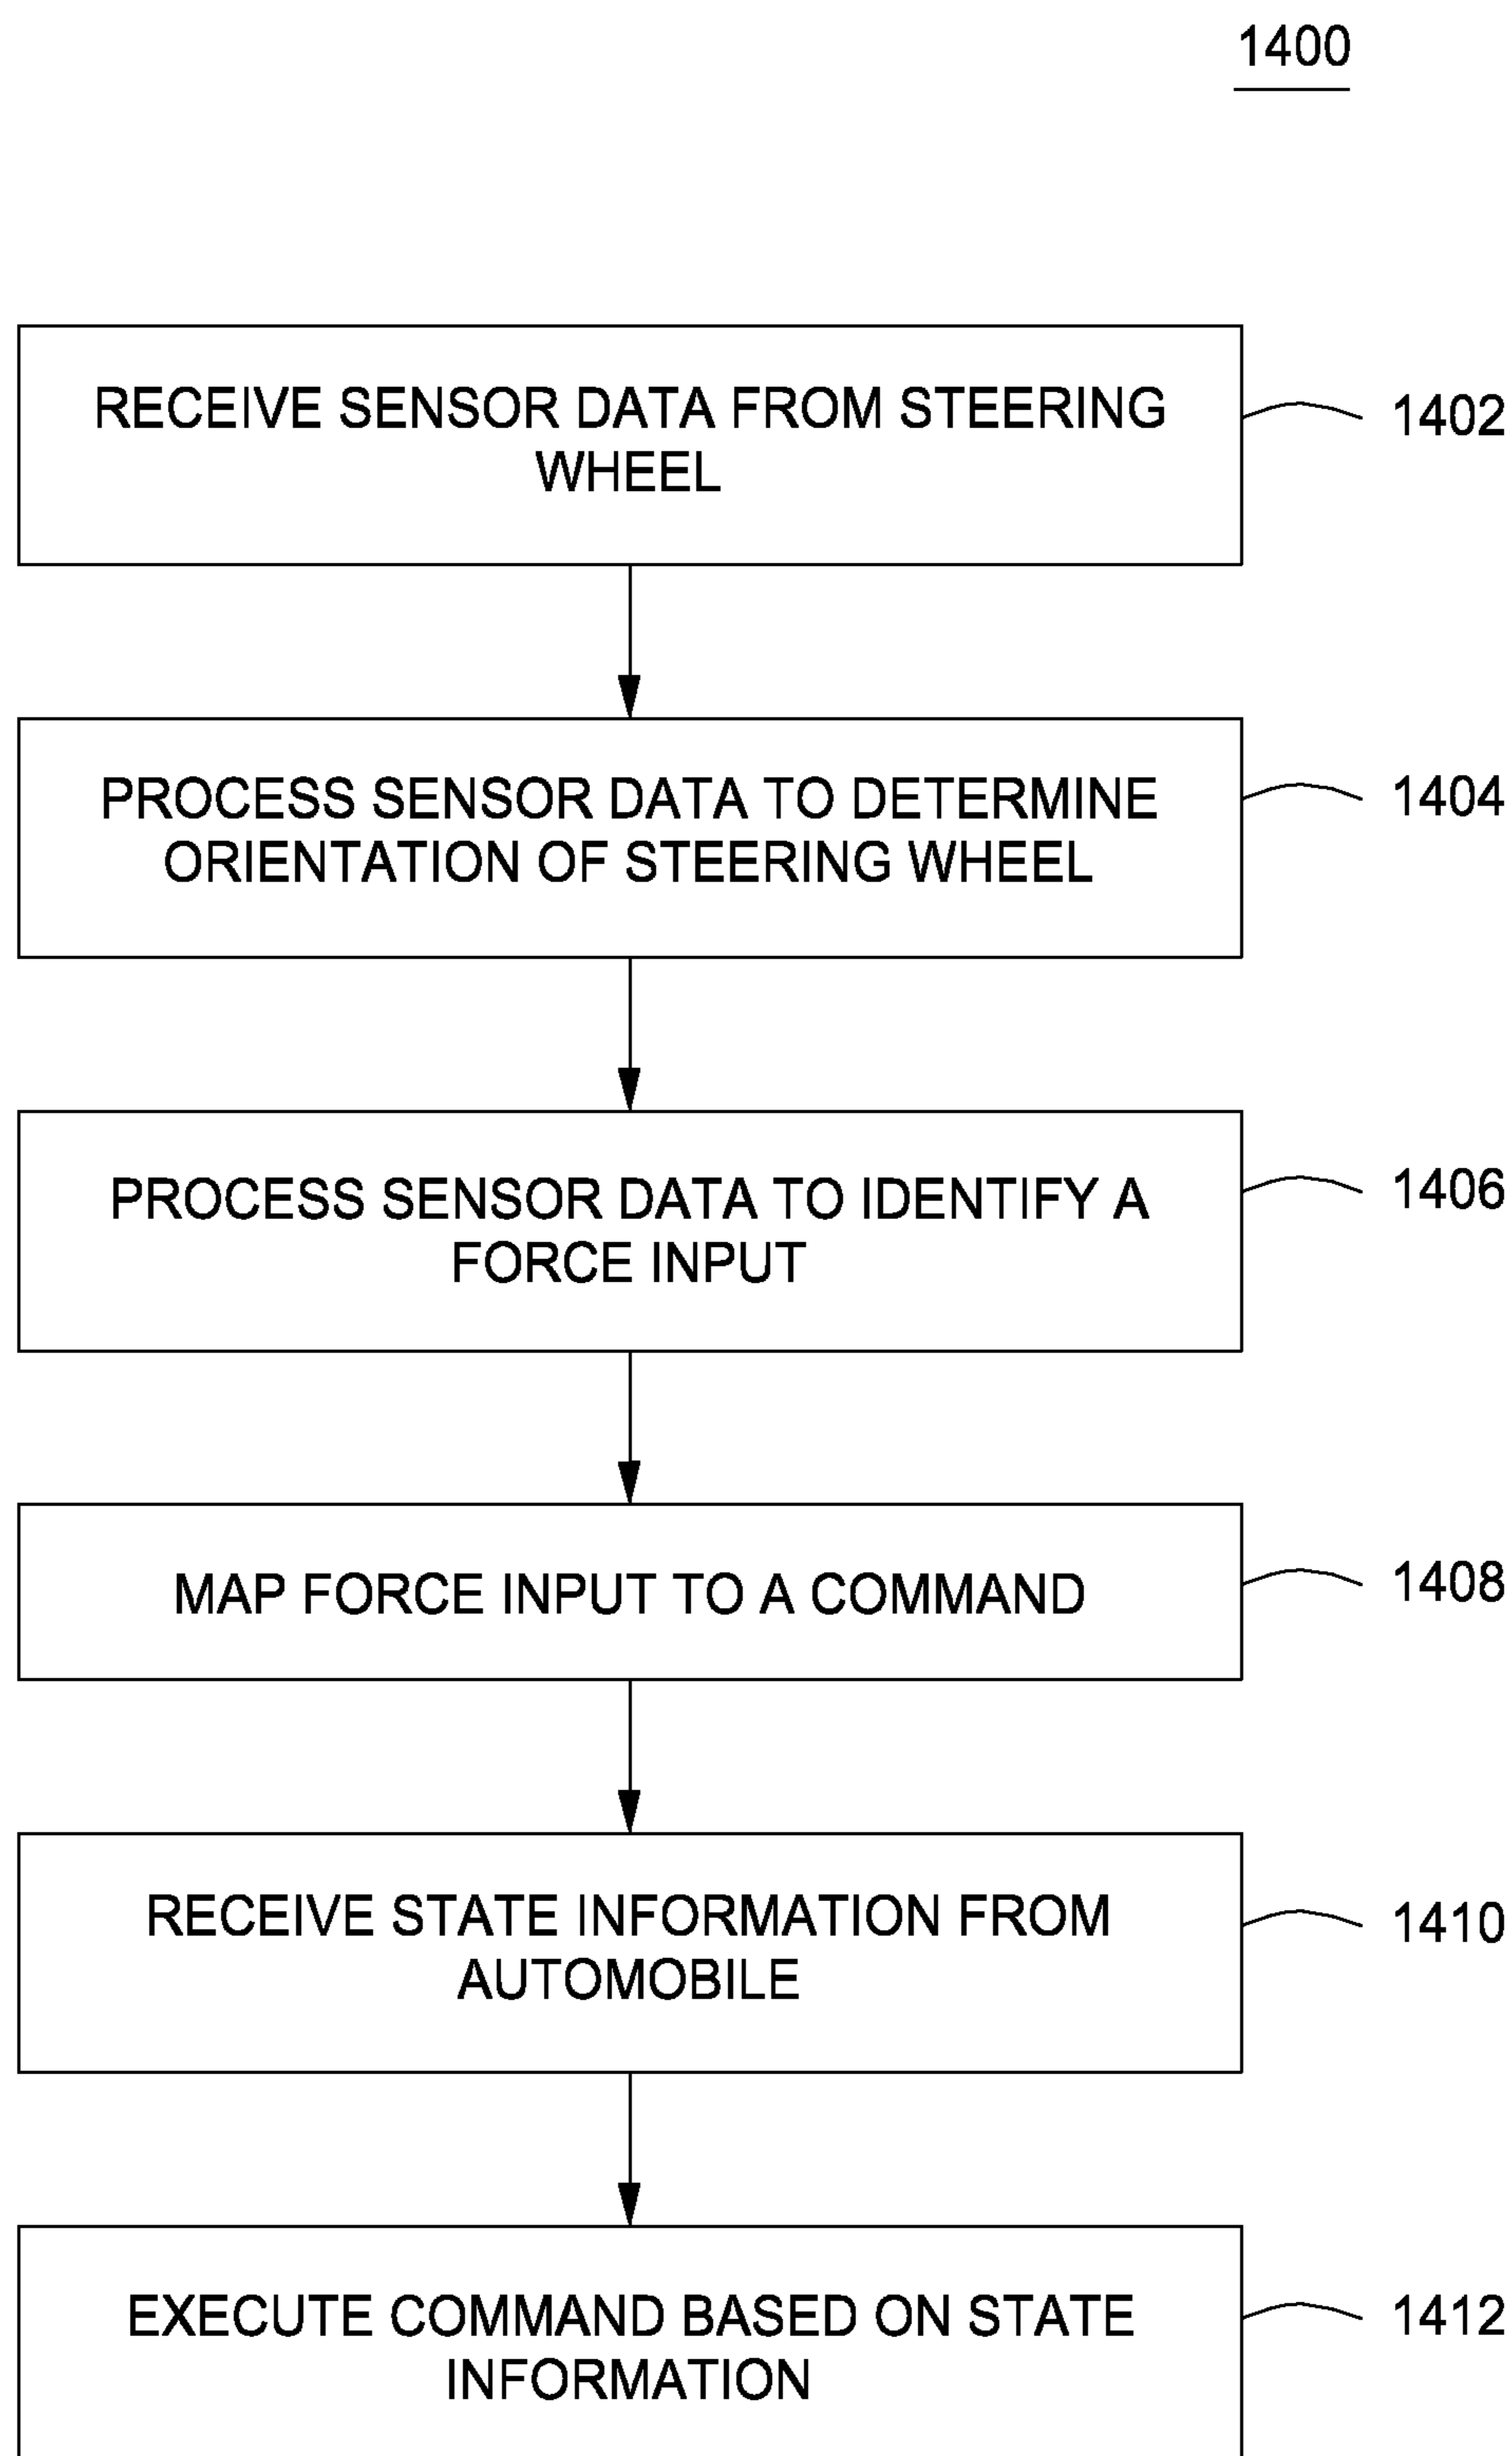 1400
RECEIVE SENSOR DATA FROM STEERING
WHEEL
1402
PROCESS SENSOR DATA TO DETERMINE
ORIENTATION OF STEERING WHEEL
1404
PROCESS SENSOR DATA TO IDENTIFY A
FORCE INPUT
1406
MAP FORCE INPUT TO A COMMAND
1408
RECEIVE STATE INFORMATION FROM
AUTOMOBILE
1410
EXECUTE COMMAND BASED ON STATE
INFORMATION
1412